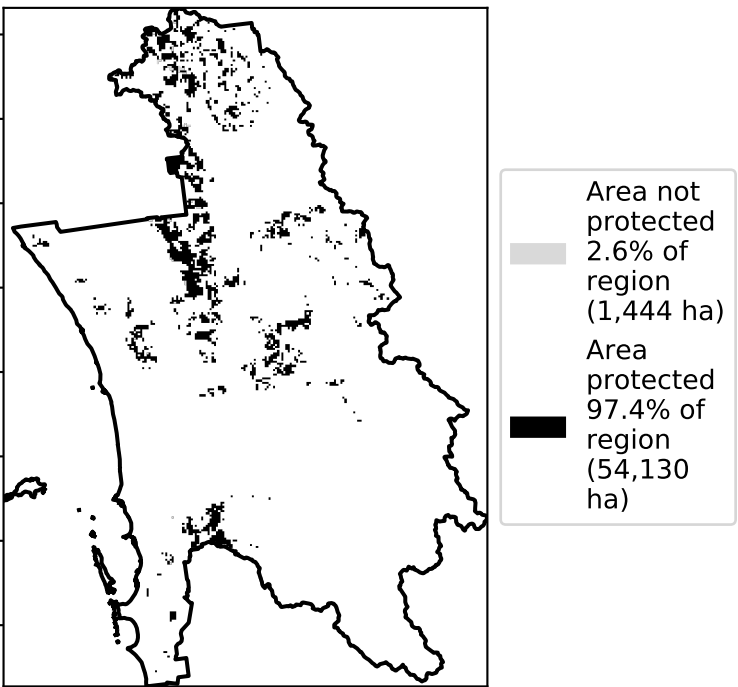 Area not
protected
2.6% of
region
(1,444 ha)
Area
protected
97.4% of
region
(54,130
ha)